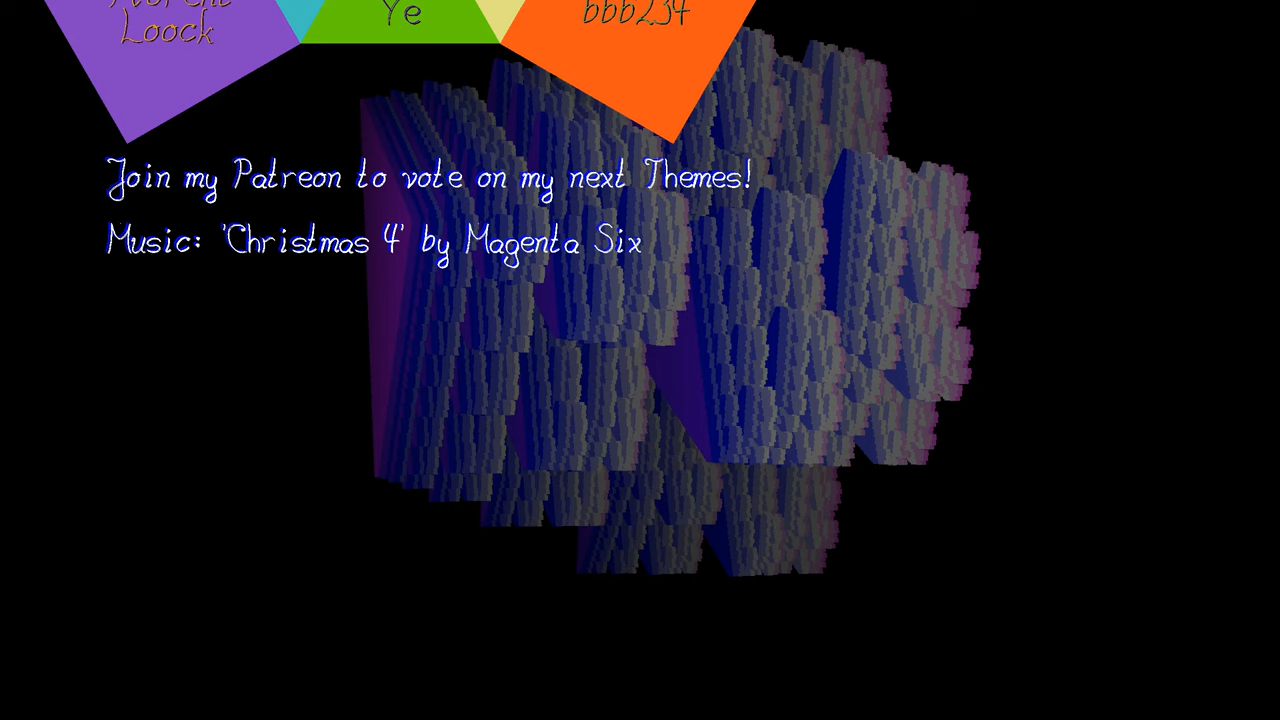 Loock
Ye
bbb234
Join my Patreon to vote on my next Themes!
Music: 'Christmas 4' by Magenta Six